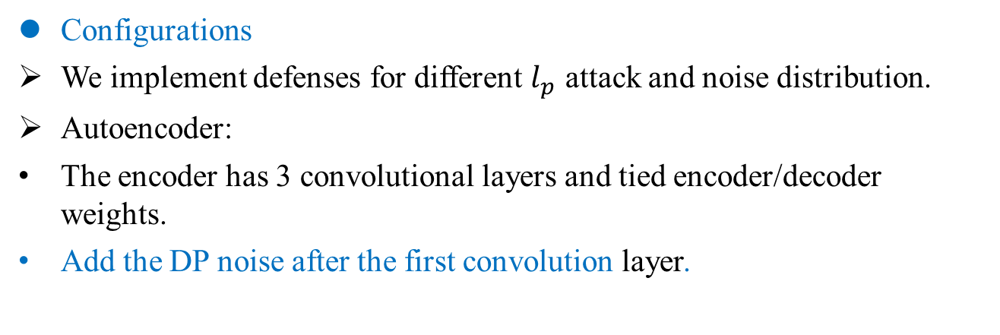 ● Configurations
➢ We implement defenses for different lₚ attack and noise distribution.
➢ Autoencoder:
• The encoder has 3 convolutional layers and tied encoder/decoder
weights.
• Add the DP noise after the first convolution layer.